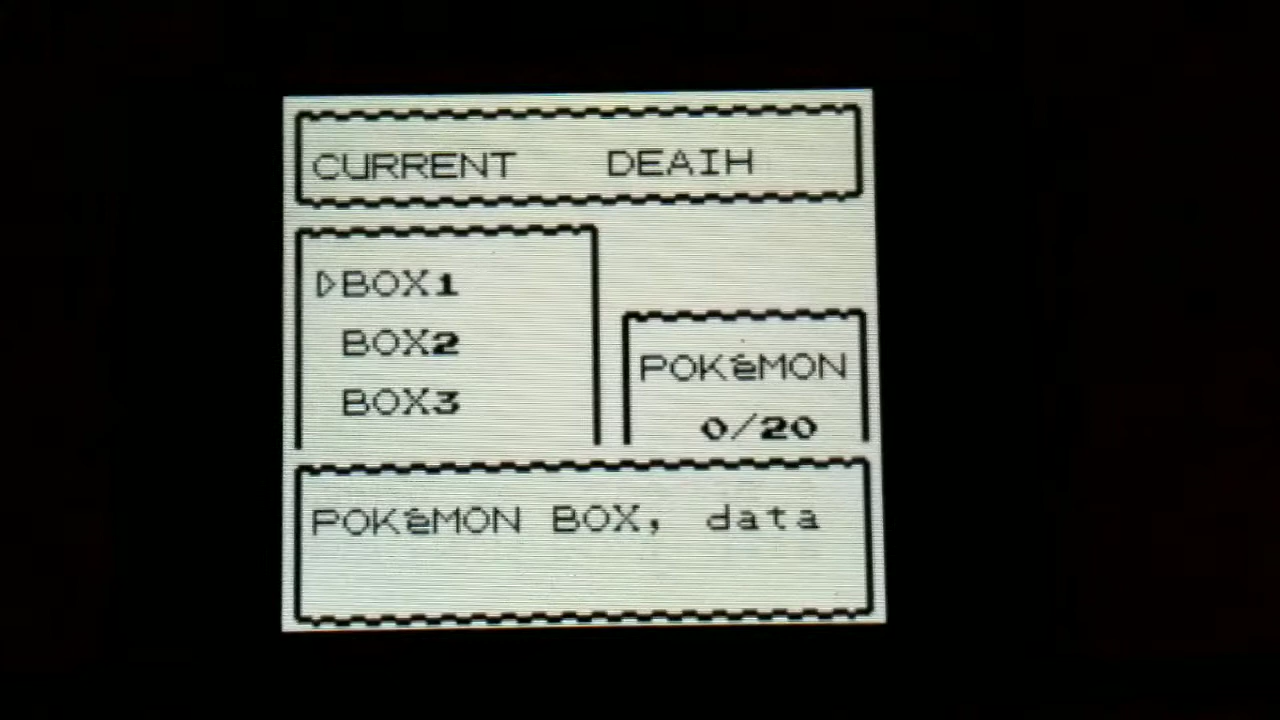 CURRENT DEAIH
▷BOX1
BOX2
BOX3
POKéMON
0/20
POKéMON BOX, data